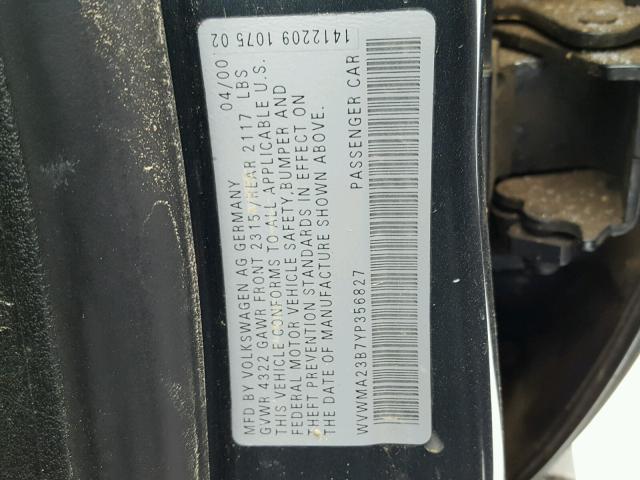 1412209 1075 02
MFD BY VOLKSWAGEN AG GERMANY 04/00
GVWR 4322 GAWR FRONT 2315 REAR 2117 LBS
THIS VEHICLE CONFORMS TO ALL APPLICABLE U.S.
FEDERAL MOTOR VEHICLE SAFETY,BUMPER AND
THEFT PREVENTION STANDARDS IN EFFECT ON
THE DATE OF MANUFACTURE SHOWN ABOVE.
WVWMA23B7YP356827 PASSENGER CAR